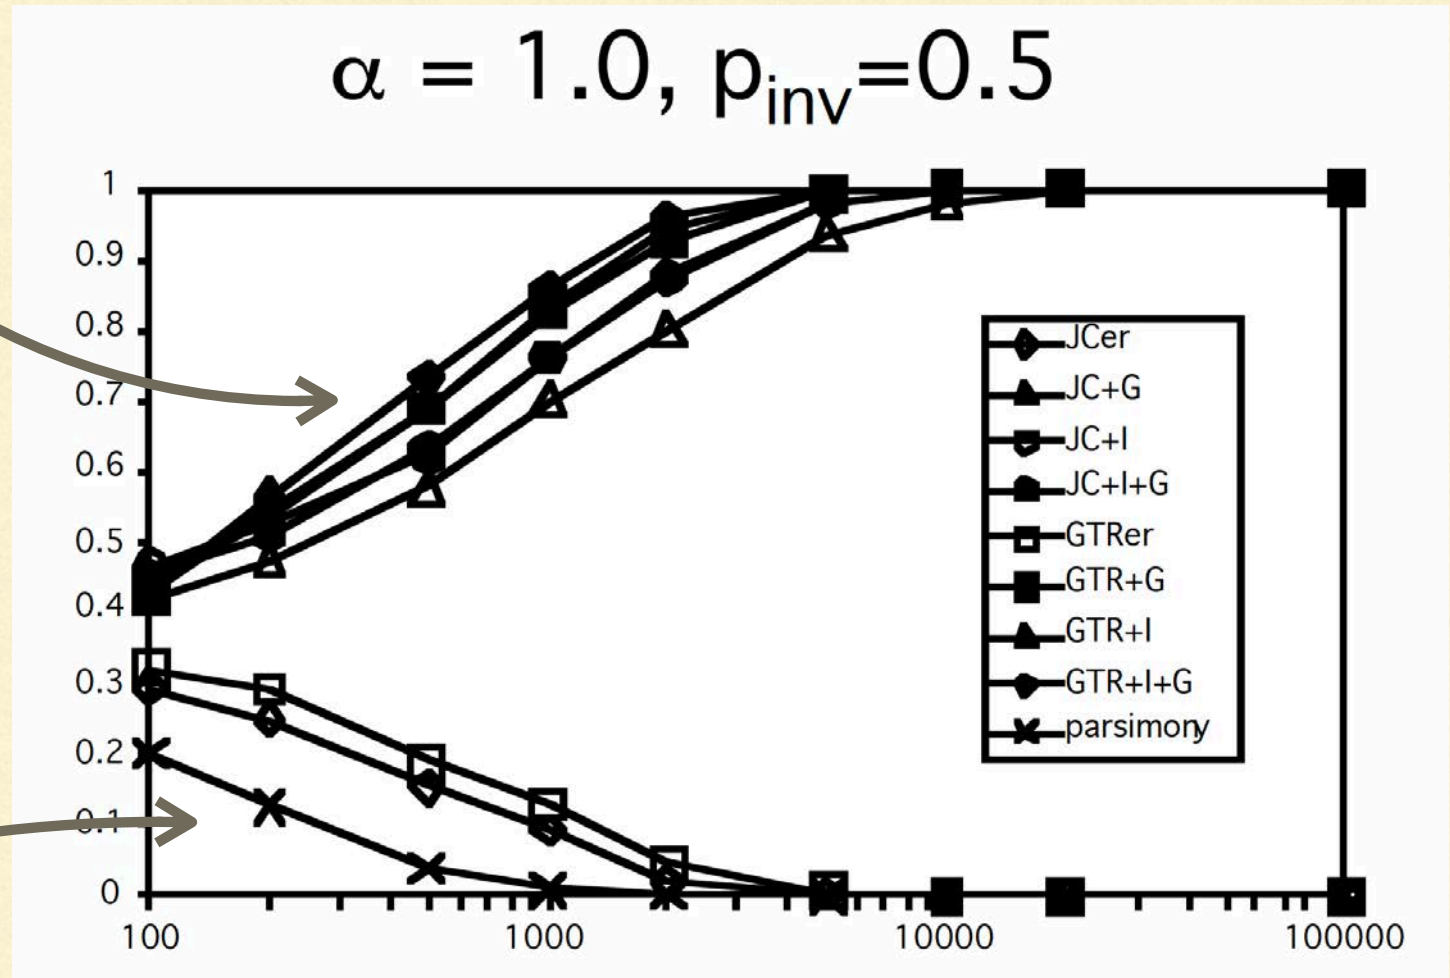 α = 1.0, pinv=0.5
1
0.9
0.8
0.7
0.6
0.5
0.4
0.3
0.2
0.1
0
100 1000 10000 100000
JCer
JC+G
JC+I
JC+I+G
GTRer
GTR+G
GTR+I
GTR+I+G
parsimony